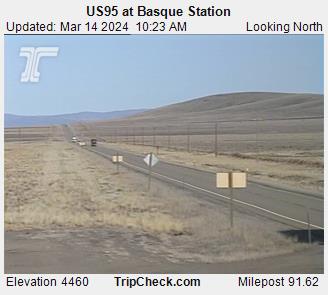 US95 at Basque Station
Updated: Mar 14 2024 10:23 AM Looking North
Elevation 4460 TripCheck.com Milepost 91.62